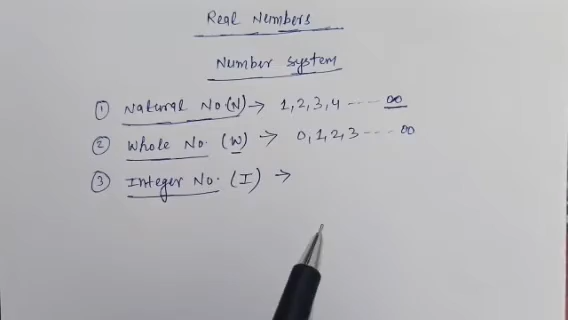 Real Numbers
Number System
① Natural No.(N) → 1, 2, 3, 4 ---- ∞
② Whole No. (W) → 0, 1, 2, 3 ---- ∞
③ Integer No. (I) →